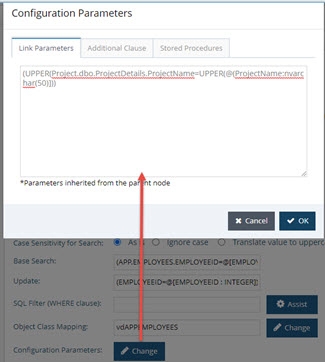 Configuration Parameters
Link Parameters
Additional Clause
Stored Procedures
(UPPER(Project.dbo.ProjectDetails.ProjectName=UPPER(@(ProjectName:nvarc
har(50)]))
*Parameters inherited from the parent node
Cancel
OK
Case Sensitivity for Search:
As
Ignore case
Translate value to upperc
Base Search:
(APP.EMPLOYEES.EMPLOYEEID=@[EMPLO
Update:
(EMPLOYEEID=@[EMPLOYEEID : INTEGER]
SQL Filter (WHERE clause):
Assist
Object Class Mapping:
vdAPPEMPLOYEES
Change
Configuration Parameters:
Change